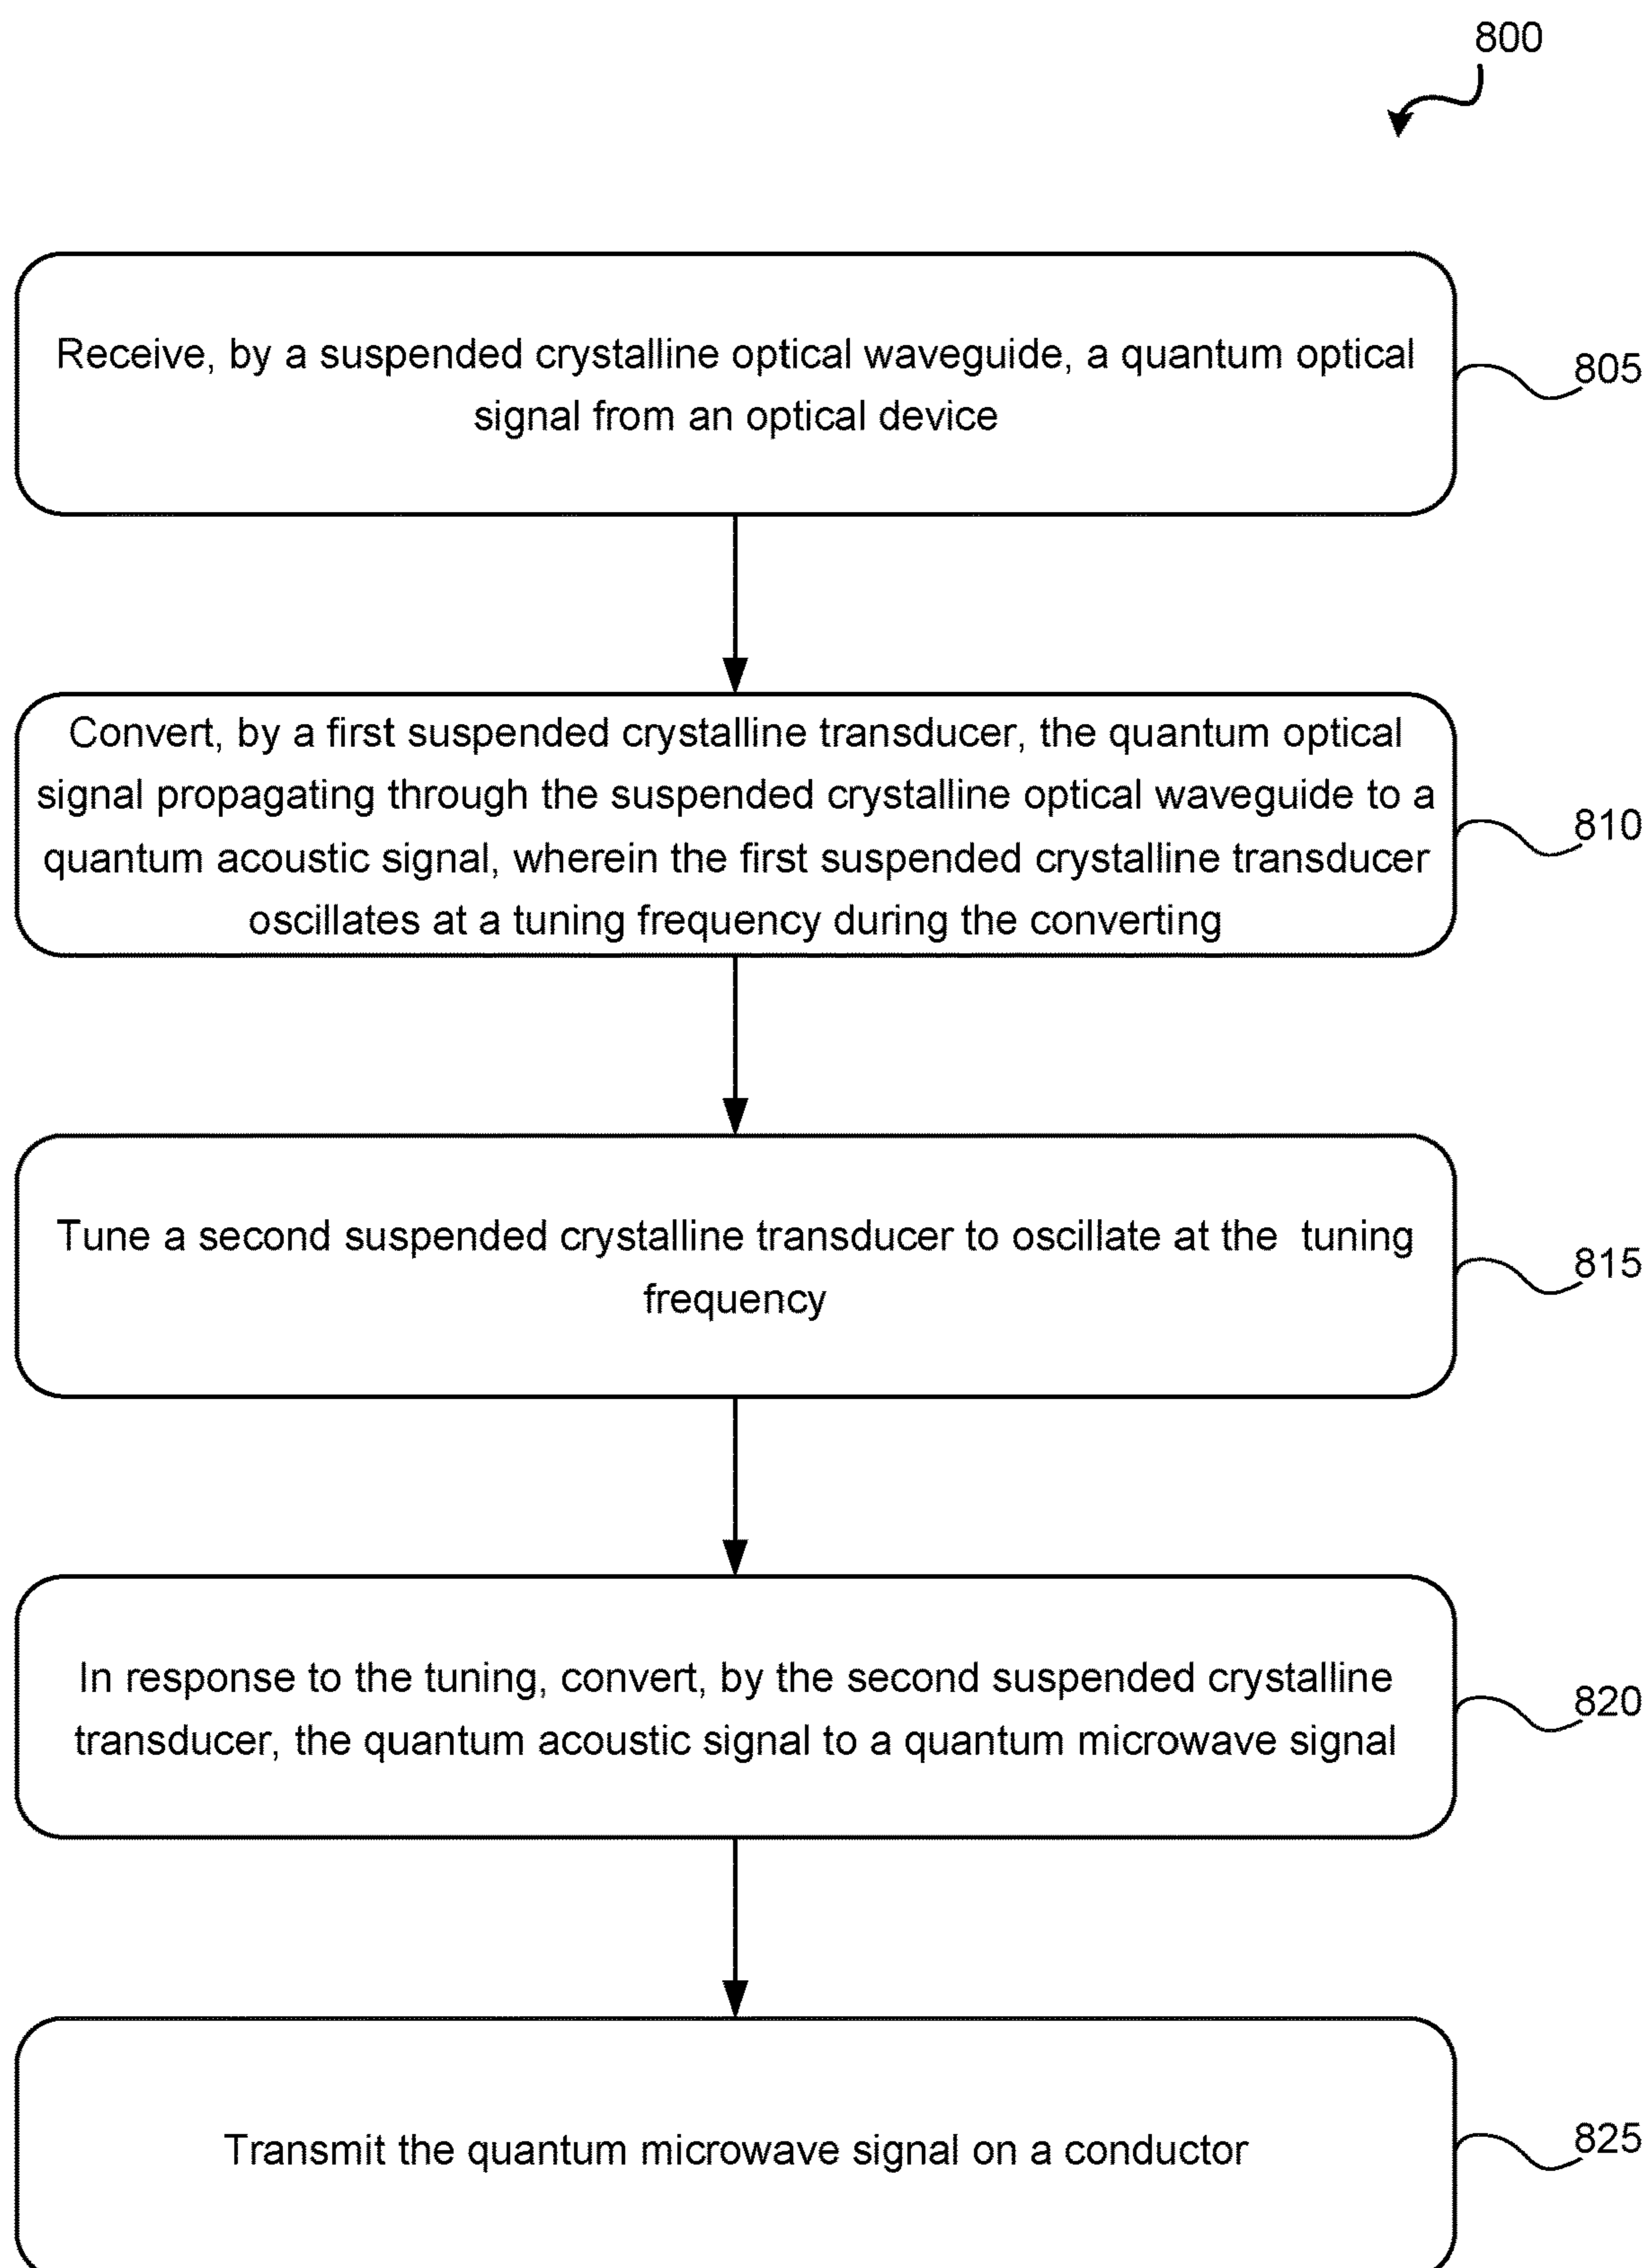 800
Receive, by a suspended crystalline optical waveguide, a quantum optical
signal from an optical device
805
Convert, by a first suspended crystalline transducer, the quantum optical
signal propagating through the suspended crystalline optical waveguide to a
quantum acoustic signal, wherein the first suspended crystalline transducer
oscillates at a tuning frequency during the converting
810
Tune a second suspended crystalline transducer to oscillate at the  tuning
frequency
815
In response to the tuning, convert, by the second suspended crystalline
transducer, the quantum acoustic signal to a quantum microwave signal
820
Transmit the quantum microwave signal on a conductor
825